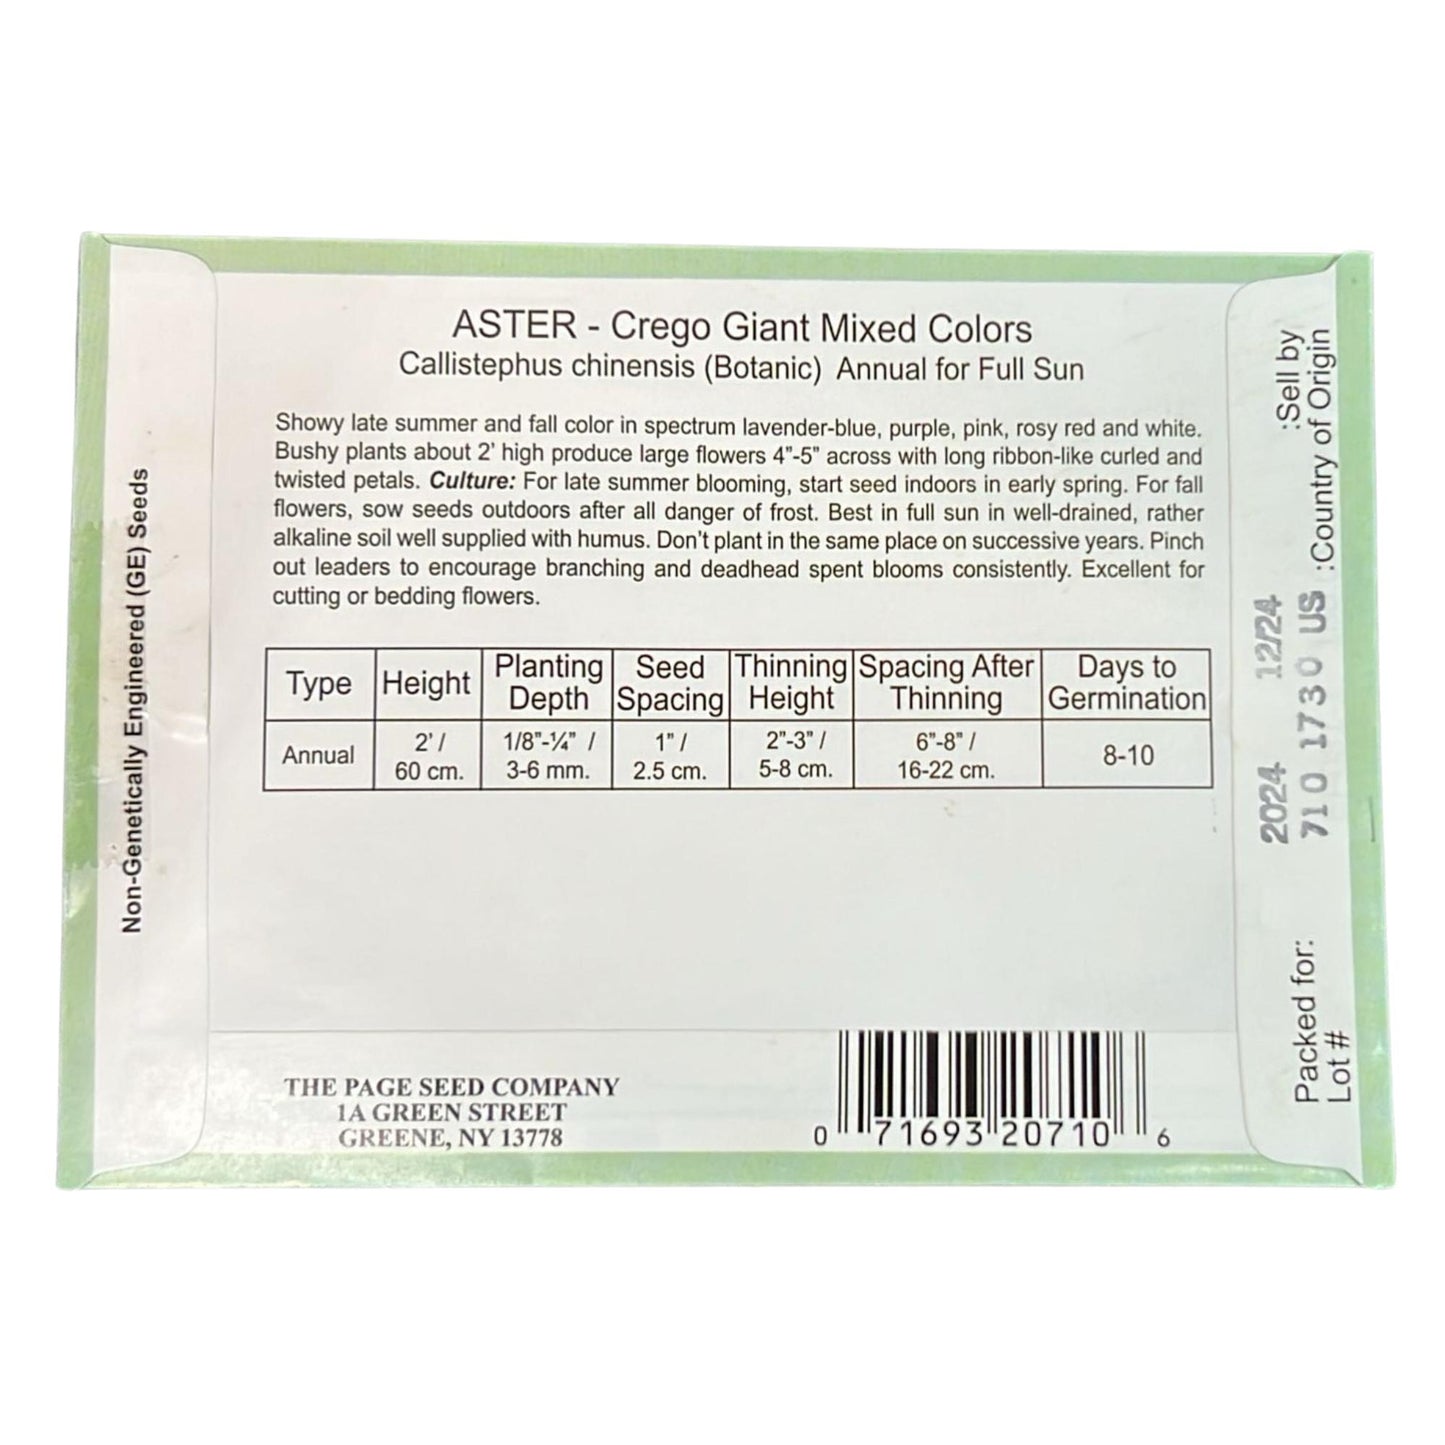 ASTER - Crego Giant Mixed Colors
Callistephus chinensis (Botanic) Annual for Full Sun
Showy late summer and fall color in spectrum lavender-blue, purple, pink, rosy red and white.
Bushy plants about 2' high produce large flowers 4"-5" across with long ribbon-like curled and
twisted petals. Culture: For late summer blooming, start seed indoors in early spring. For fall
flowers, sow seeds outdoors after all danger of frost. Best in full sun in well-drained, rather
alkaline soil well supplied with humus. Don't plant in the same place on successive years. Pinch
out leaders to encourage branching and deadhead spent blooms consistently. Excellent for
cutting or bedding flowers.
Type Height Planting Depth Seed Spacing Thinning Height Spacing After Thinning Days to Germination
Annual 2' / 60 cm. 1/8"-¼" / 3-6 mm. 1" / 2.5 cm. 2"-3" / 5-8 cm. 6"-8" / 16-22 cm. 8-10
THE PAGE SEED COMPANY
1A GREEN STREET
GREENE, NY 13778
0 71693 20710 6
Non-Genetically Engineered (GE) Seeds
Packed for: 2024 12/24 :Sell by
Lot # 710 1730 US :Country of Origin